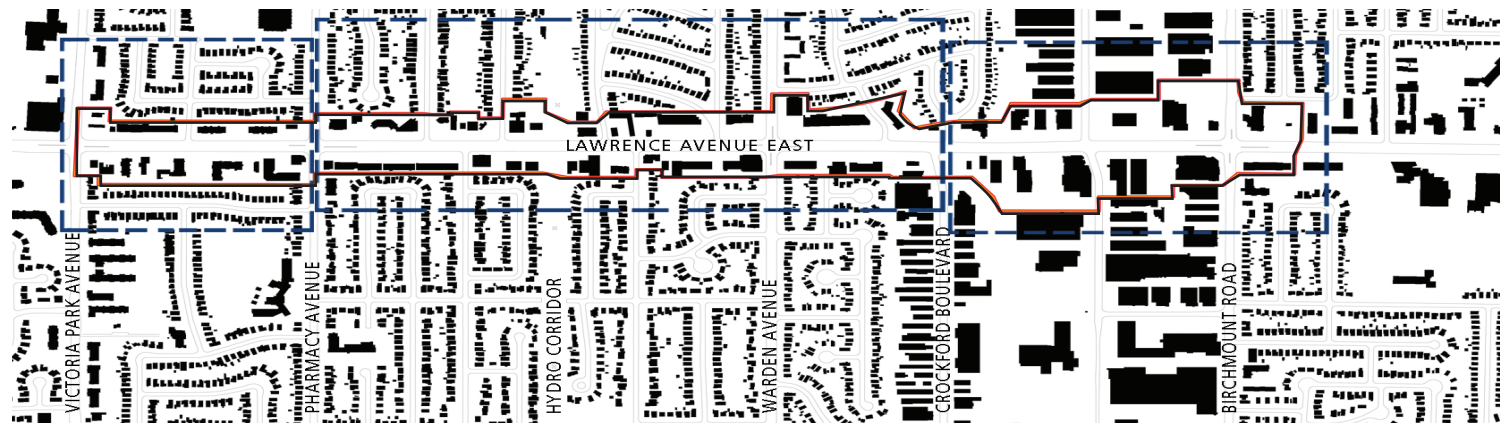 LAWRENCE AVENUE EAST
VICTORIA PARK AVENUE
PHARMACY AVENUE
HYDRO CORRIDOR
WARDEN AVENUE
CROCKFORD BOULEVARD
BIRCHMOUNT ROAD